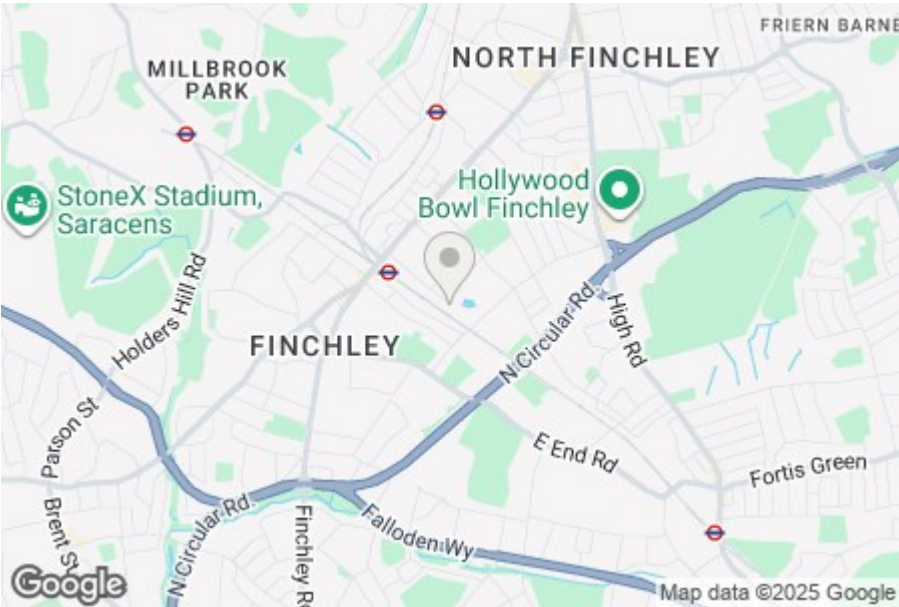 FRIERN BARNE
NORTH FINCHLEY
MILLBROOK
PARK
Hollywood
Bowl Finchley
StoneX Stadium,
Saracens
Holders Hill Rd
FINCHLEY
N Circular Rd.
High Rd
Parson St
E End Rd
Fortis Green
Brent St
N Circular Rd.
Finchley Rd
Falloden Wy
Google
Map data ©2025 Google